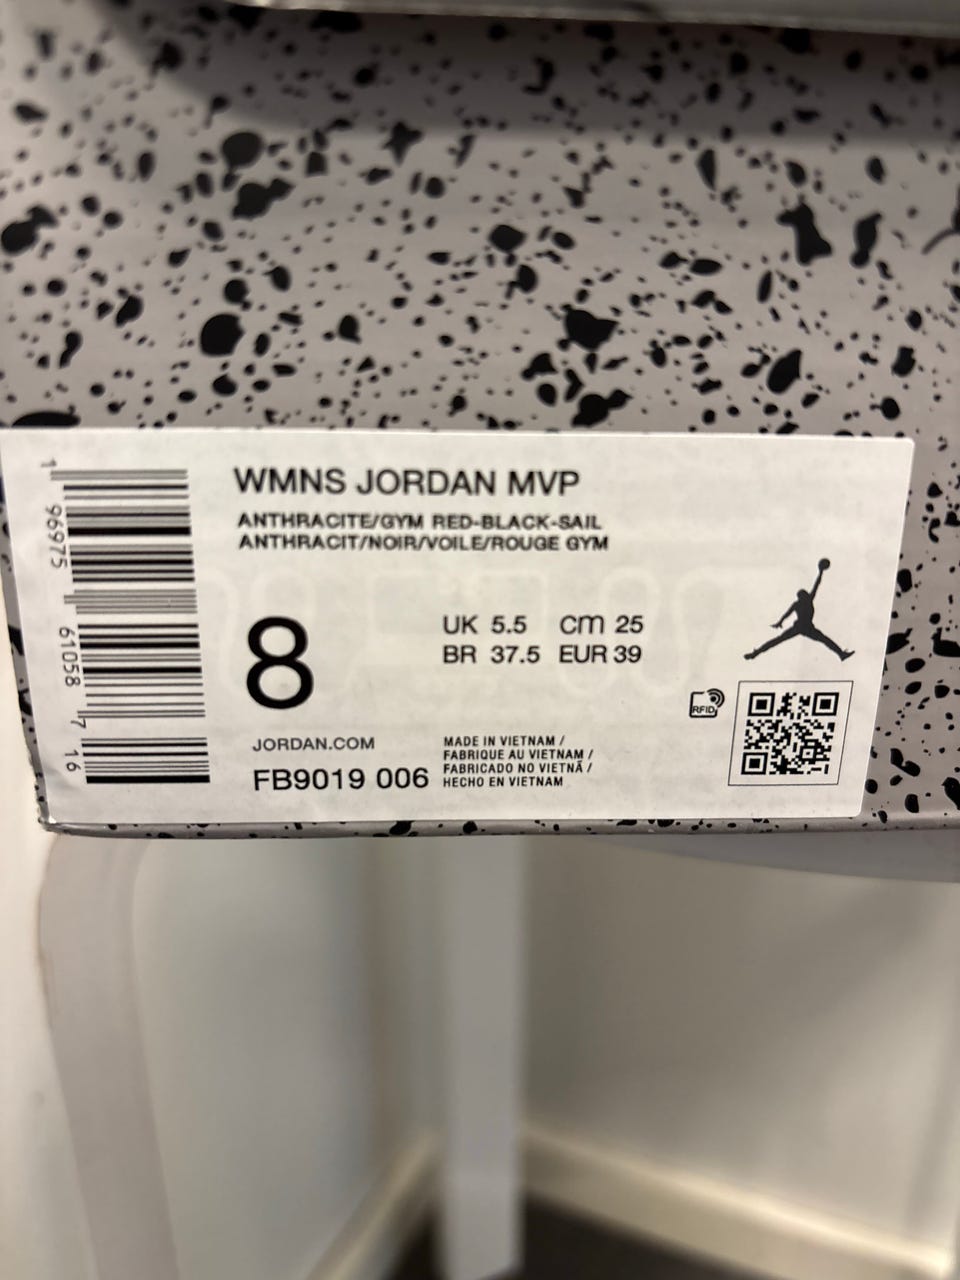 WMNS JORDAN MVP
ANTHRACITE/GYM RED-BLACK-SAIL
ANTHRACIT/NOIR/VOILE/ROUGE GYM
8
UK 5.5 cm 25
BR 37.5 EUR 39
RFID
JORDAN.COM
FB9019 006
MADE IN VIETNAM /
FABRIQUE AU VIETNAM /
FABRICADO NO VIETNÃ /
HECHO EN VIETNAM
1 96975 61058 7 16